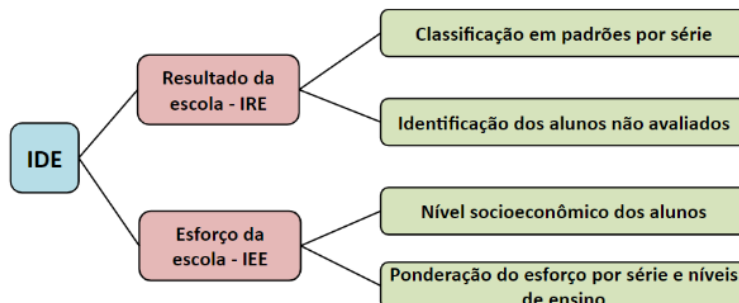 Classificação em padrões por série
Resultado da
escola - IRE
Identificação dos alunos não avaliados
IDE
Nível socioeconômico dos alunos
Esforço da
escola - IEE
Ponderação do esforço por série e níveis
de ensino